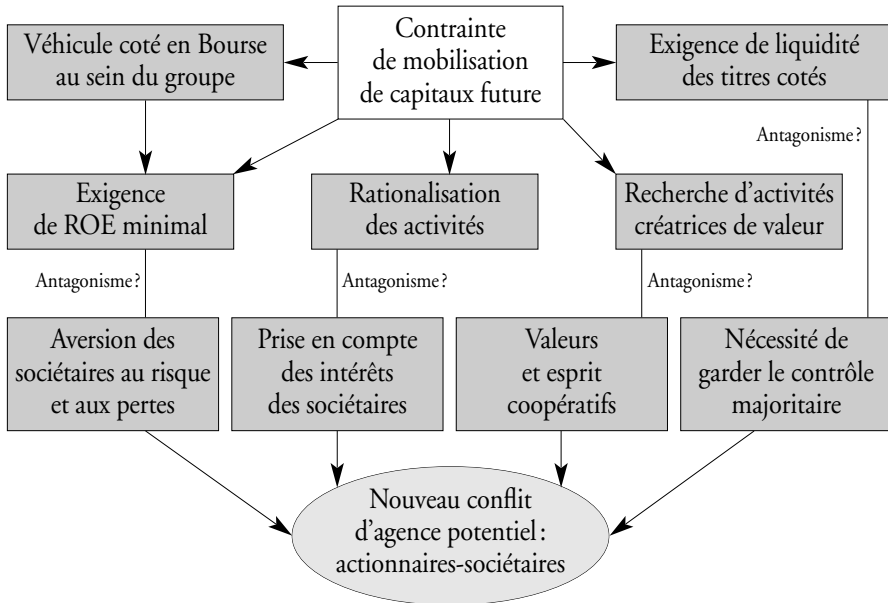 Véhicule coté en Bourse
au sein du groupe
Contrainte
de mobilisation
de capitaux future
Exigence de liquidité
des titres cotés
Antagonisme ?
Exigence
de ROE minimal
Rationalisation
des activités
Recherche d'activités
créatrices de valeur
Antagonisme ?
Antagonisme ?
Antagonisme ?
Aversion des
sociétaires au risque
et aux pertes
Prise en compte
des intérêts
des sociétaires
Valeurs
et esprit
coopératifs
Nécessité de
garder le contrôle
majoritaire
Nouveau conflit
d'agence potentiel :
actionnaires-sociétaires